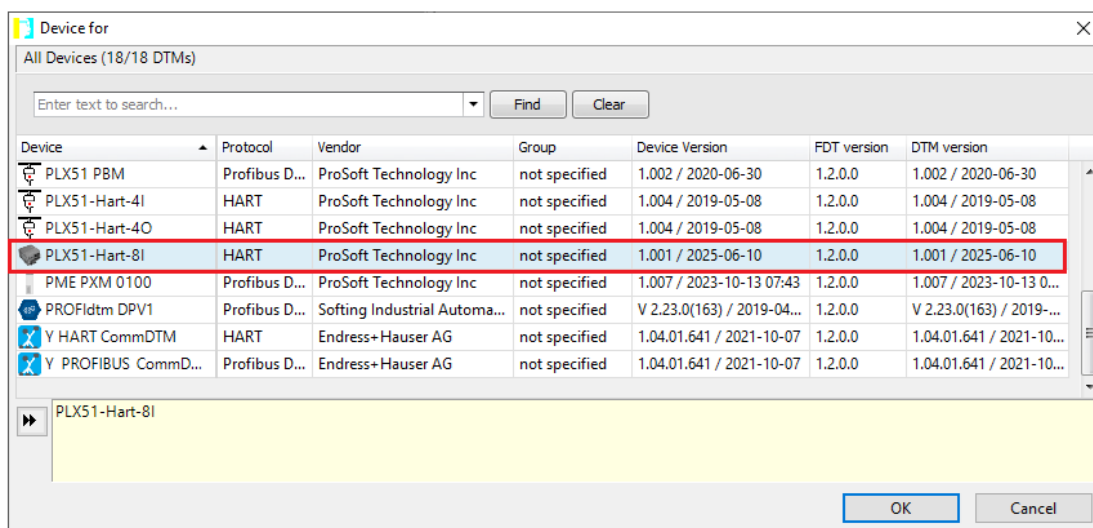 Device for
All Devices (18/18 DTMs)
Enter text to search...
Find
Clear
Device Protocol Vendor Group Device Version FDT version DTM version
PLX51 PBM Profibus D... ProSoft Technology Inc not specified 1.002 / 2020-06-30 1.2.0.0 1.002 / 2020-06-30
PLX51-Hart-4I HART ProSoft Technology Inc not specified 1.004 / 2019-05-08 1.2.0.0 1.004 / 2019-05-08
PLX51-Hart-4O HART ProSoft Technology Inc not specified 1.004 / 2019-05-08 1.2.0.0 1.004 / 2019-05-08
PLX51-Hart-8I HART ProSoft Technology Inc not specified 1.001 / 2025-06-10 1.2.0.0 1.001 / 2025-06-10
PME PXM 0100 Profibus D... ProSoft Technology Inc not specified 1.007 / 2023-10-13 07:43 1.2.0.0 1.007 / 2023-10-13 0...
PROFIdtm DPV1 Profibus D... Softing Industrial Automa... not specified V 2.23.0(163) / 2019-04... 1.2.0.0 V 2.23.0(163) / 2019-...
Y HART CommDTM HART Endress+Hauser AG not specified 1.04.01.641 / 2021-10-07 1.2.0.0 1.04.01.641 / 2021-10...
Y PROFIBUS CommD... Profibus D... Endress+Hauser AG not specified 1.04.01.641 / 2021-10-07 1.2.0.0 1.04.01.641 / 2021-10...
PLX51-Hart-8I
OK
Cancel